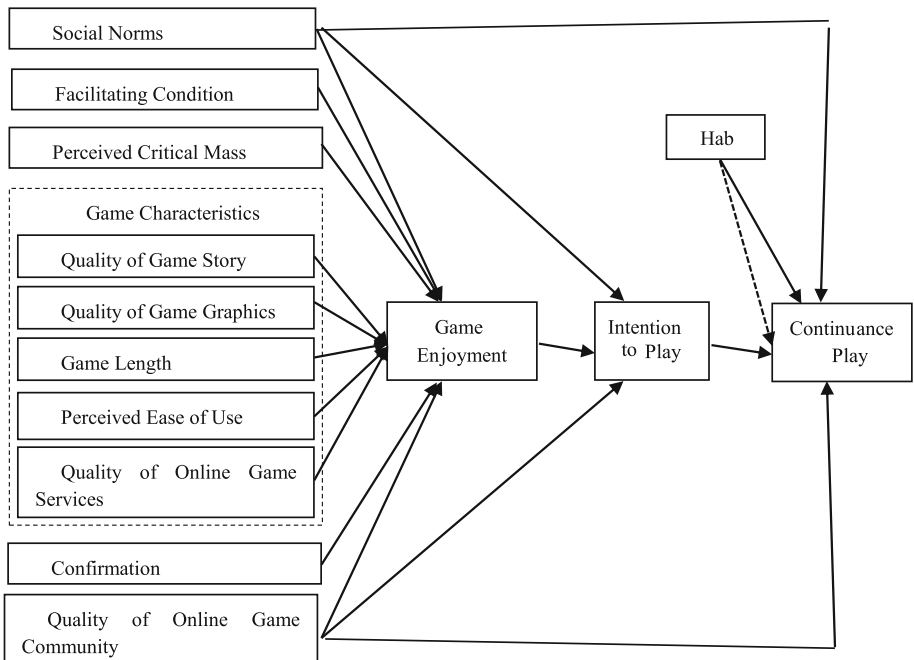 Social Norms
Facilitating Condition
Perceived Critical Mass
Game Characteristics
Quality of Game Story
Quality of Game Graphics
Game Length
Perceived Ease of Use
Quality of Online Game
Services
Confirmation
Quality of Online Game
Community
Game
Enjoyment
Intention
to Play
Hab
Continuance
Play